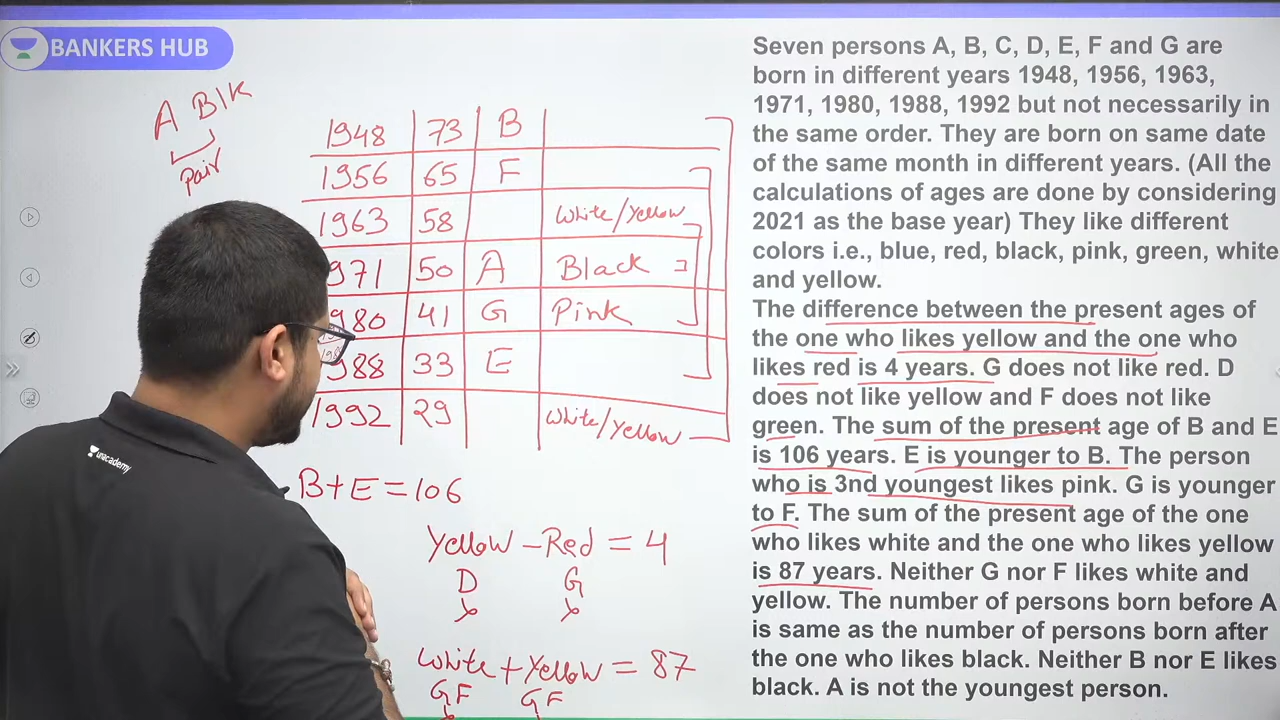 BANKERS HUB
A Blk
Pair
1948 73 B
1956 65 F
1963 58 White/Yellow
971 50 A Black
980 41 G Pink
988 33 E
1992 29 White/Yellow
B+E = 106
Yellow - Red = 4
D G
x x
White + Yellow = 87
G F G F
unacademy
Seven persons A, B, C, D, E, F and G are
born in different years 1948, 1956, 1963,
1971, 1980, 1988, 1992 but not necessarily in
the same order. They are born on same date
of the same month in different years. (All the
calculations of ages are done by considering
2021 as the base year) They like different
colors i.e., blue, red, black, pink, green, white
and yellow.
The difference between the present ages of
the one who likes yellow and the one who
likes red is 4 years. G does not like red. D
does not like yellow and F does not like
green. The sum of the present age of B and E
is 106 years. E is younger to B. The person
who is 3nd youngest likes pink. G is younger
to F. The sum of the present age of the one
who likes white and the one who likes yellow
is 87 years. Neither G nor F likes white and
yellow. The number of persons born before A
is same as the number of persons born after
the one who likes black. Neither B nor E likes
black. A is not the youngest person.